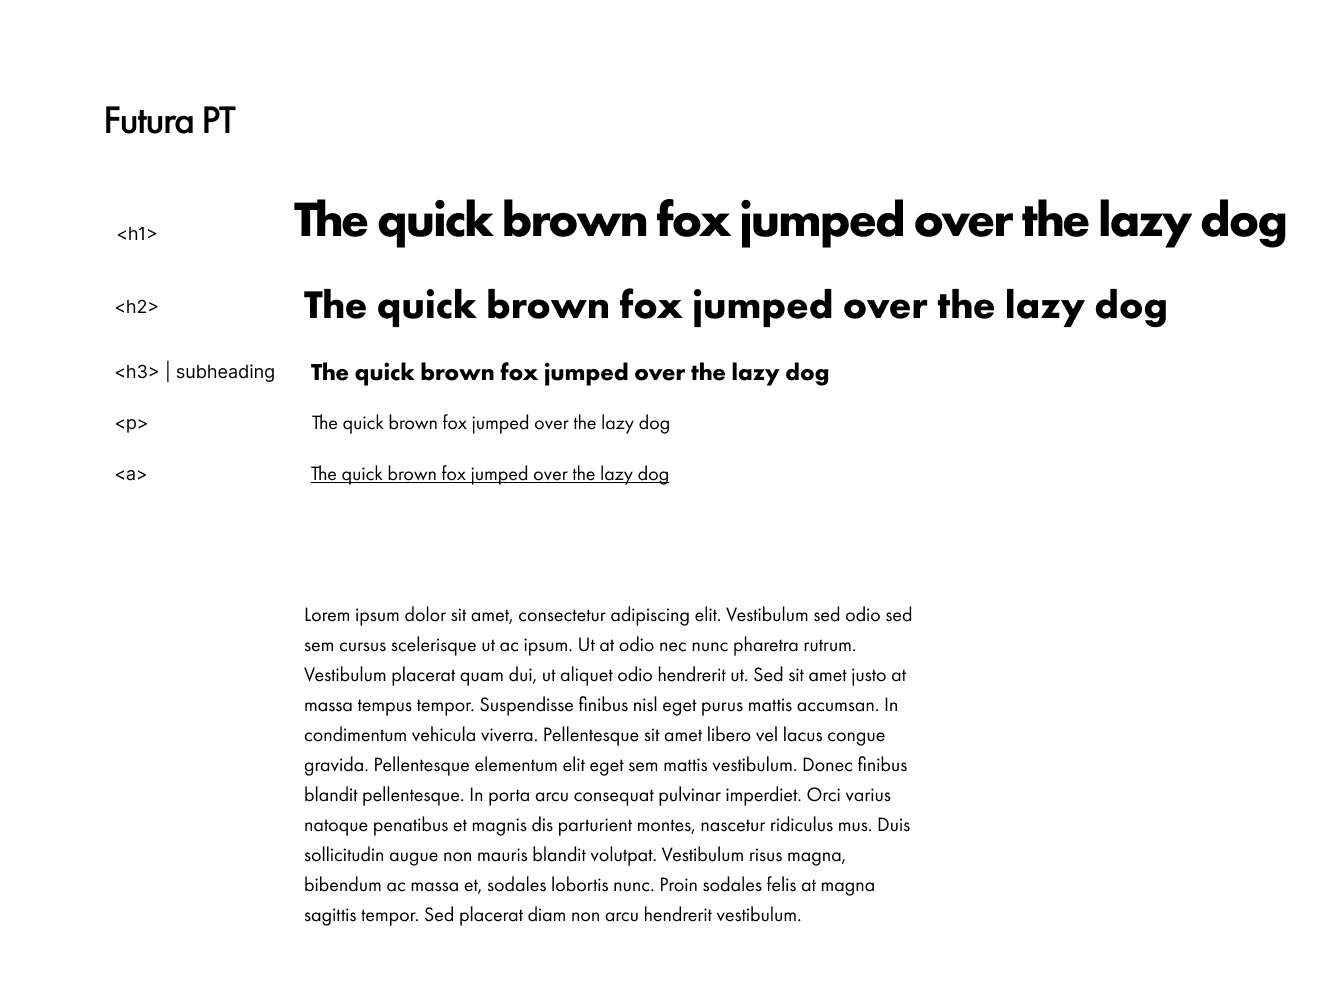 Futura PT
<h1> The quick brown fox jumped over the lazy dog
<h2> The quick brown fox jumped over the lazy dog
<h3> | subheading The quick brown fox jumped over the lazy dog
<p> The quick brown fox jumped over the lazy dog
<a> The quick brown fox jumped over the lazy dog
Lorem ipsum dolor sit amet, consectetur adipiscing elit. Vestibulum sed odio sed
sem cursus scelerisque ut ac ipsum. Ut at odio nec nunc pharetra rutrum.
Vestibulum placerat quam dui, ut aliquet odio hendrerit ut. Sed sit amet justo at
massa tempus tempor. Suspendisse finibus nisl eget purus mattis accumsan. In
condimentum vehicula viverra. Pellentesque sit amet libero vel lacus congue
gravida. Pellentesque elementum elit eget sem mattis vestibulum. Donec finibus
blandit pellentesque. In porta arcu consequat pulvinar imperdiet. Orci varius
natoque penatibus et magnis dis parturient montes, nascetur ridiculus mus. Duis
sollicitudin augue non mauris blandit volutpat. Vestibulum risus magna,
bibendum ac massa et, sodales lobortis nunc. Proin sodales felis at magna
sagittis tempor. Sed placerat diam non arcu hendrerit vestibulum.